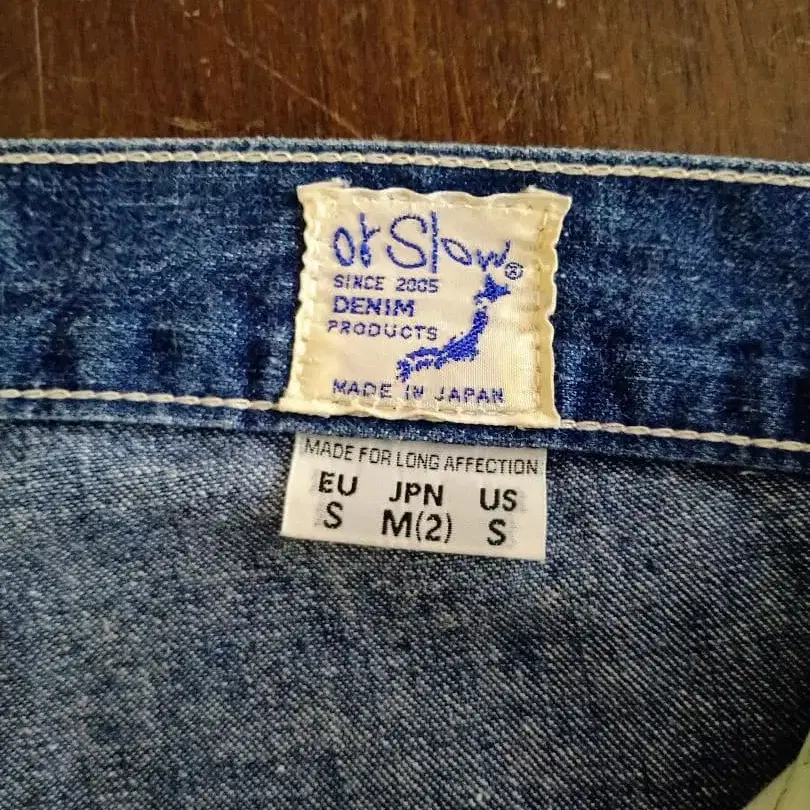 orSlow®
SINCE 2005
DENIM
PRODUCTS
MADE IN JAPAN
MADE FOR LONG AFFECTION
EU JPN US
S M(2) S